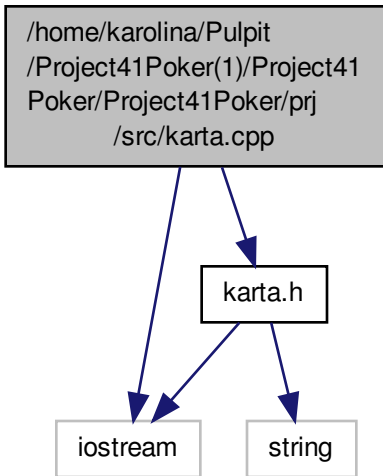 /home/karolina/Pulpit
/Project41Poker(1)/Project41
Poker/Project41Poker/prj
/src/karta.cpp
karta.h
iostream
string